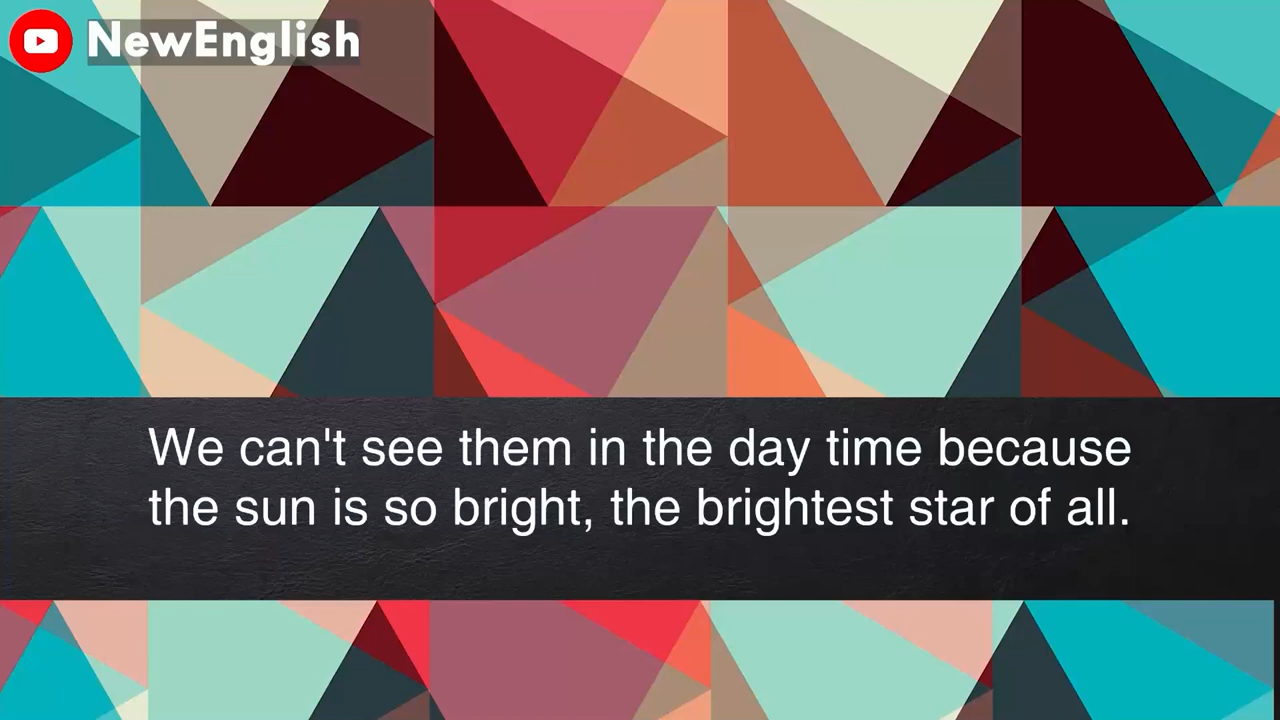 NewEnglish
We can't see them in the day time because
the sun is so bright, the brightest star of all.